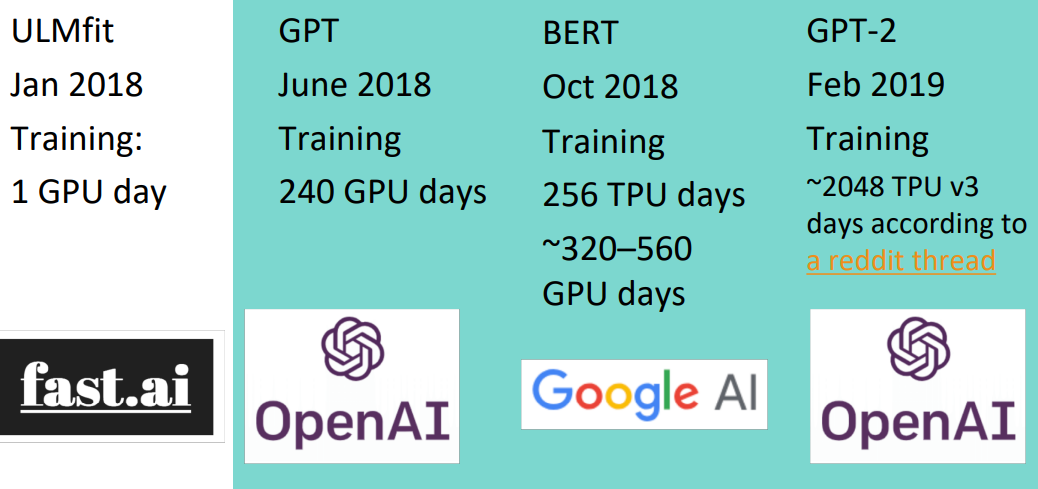 ULMfit
Jan 2018
Training:
1 GPU day
fast.ai
GPT
June 2018
Training
240 GPU days
OpenAI
BERT
Oct 2018
Training
256 TPU days
~320–560
GPU days
Google AI
GPT-2
Feb 2019
Training
~2048 TPU v3
days according to
a reddit thread
OpenAI